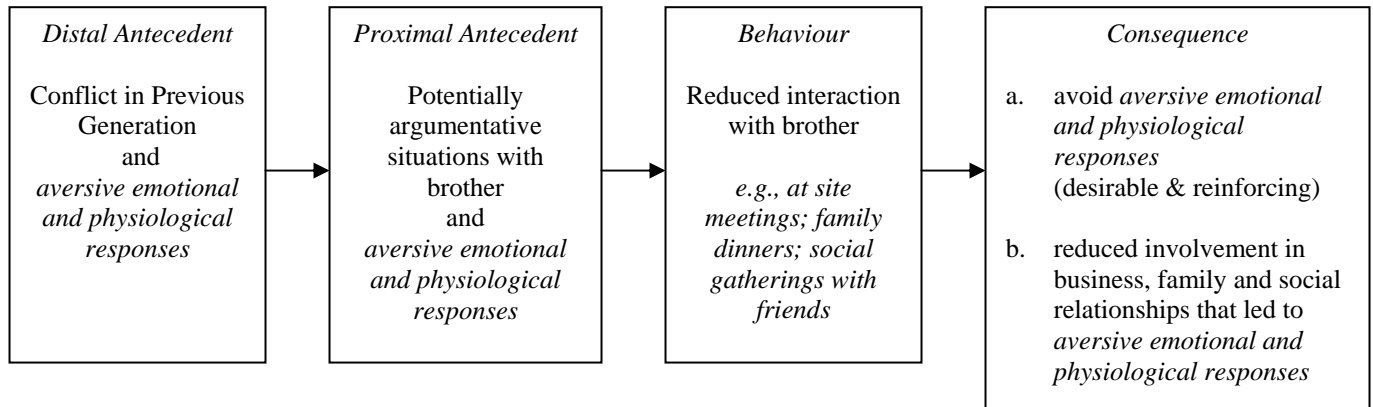 Distal Antecedent
Conflict in Previous
Generation
and
aversive emotional
and physiological
responses
Proximal Antecedent
Potentially
argumentative
situations with
brother
and
aversive emotional
and physiological
responses
Behaviour
Reduced interaction
with brother
e.g., at site
meetings; family
dinners; social
gatherings with
friends
Consequence
a. avoid aversive emotional
and physiological
responses
(desirable & reinforcing)
b. reduced involvement in
business, family and social
relationships that led to
aversive emotional and
physiological responses